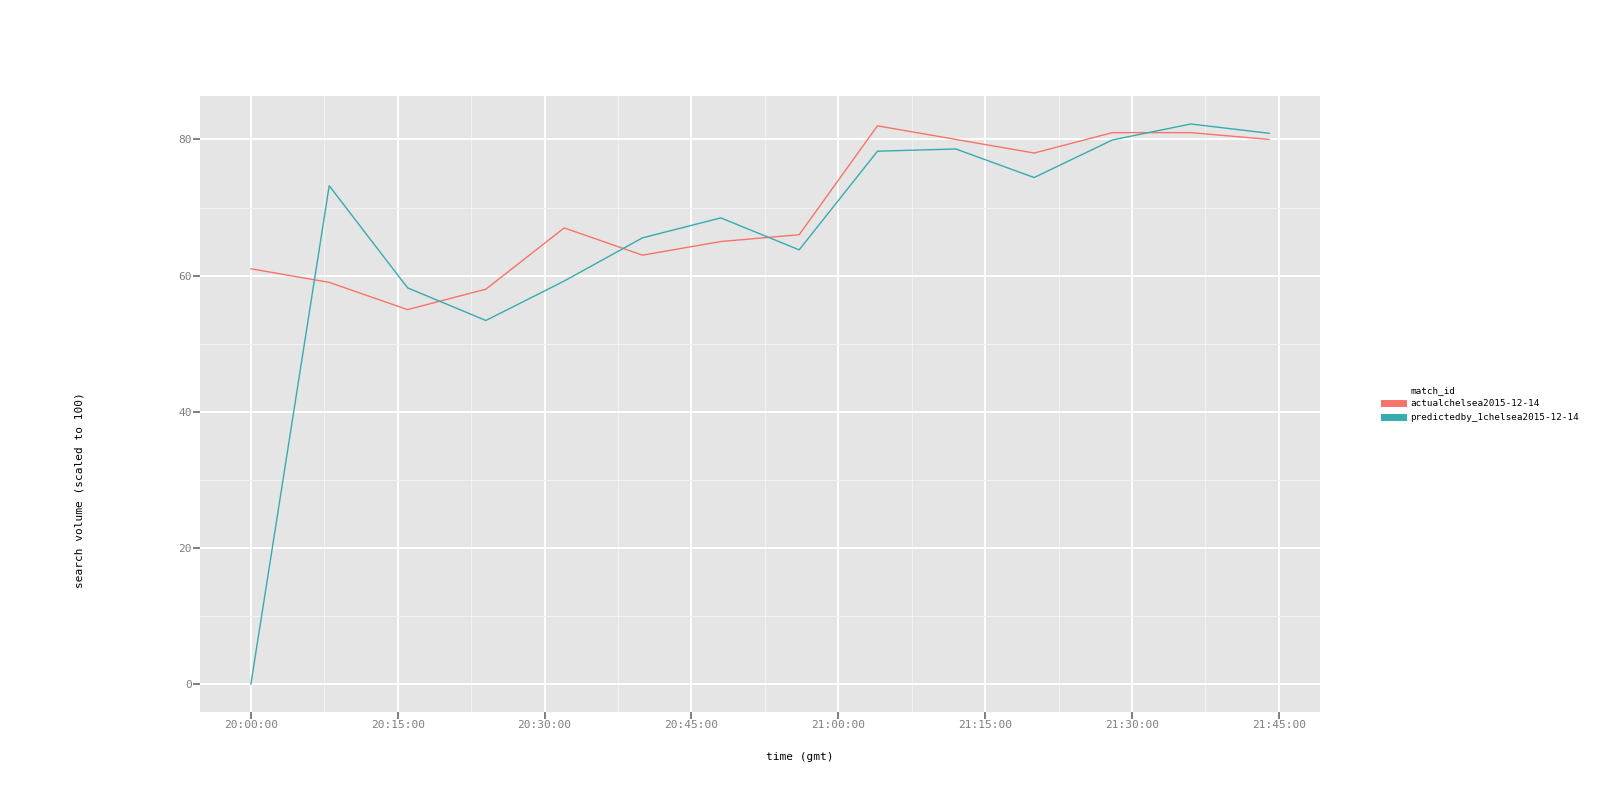 80
60
40
20
0
search volume (scaled to 100)
20:00:00 20:15:00 20:30:00 20:45:00 21:00:00 21:15:00 21:30:00 21:45:00
time (gmt)
match_id
actualchelsea2015-12-14
predictedby_1chelsea2015-12-14